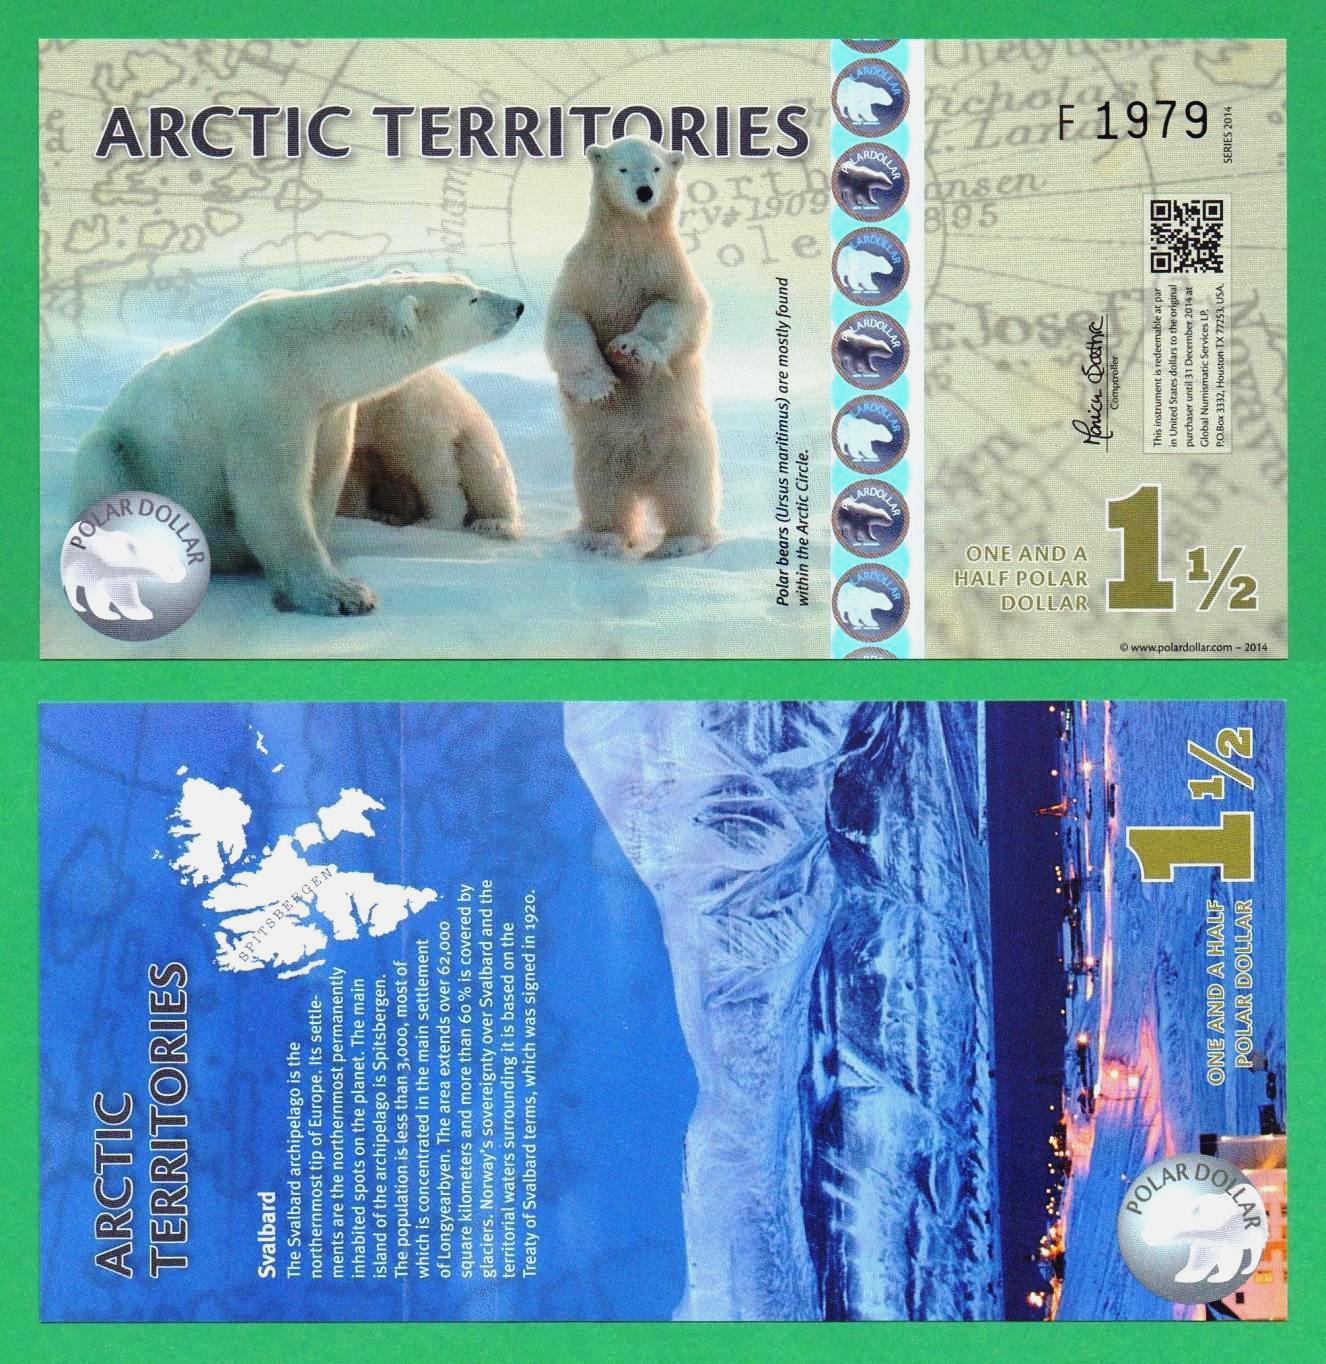 ARCTIC TERRITORIES
F 1979
SERIES 2014
Polar bears (Ursus maritimus) are mostly found
within the Arctic Circle.
Comptroller
This instrument is redeemable at par
in United States dollars to the original
purchaser until 31 December 2014 at
Global Numismatic Services LP,
P.O.Box 3332, Houston TX 77253, USA.
POLAR DOLLAR
ONE AND A
HALF POLAR
DOLLAR
1 ½
© www.polardollar.com – 2014
ARCTIC
TERRITORIES
SPITSBERGEN
Svalbard
The Svalbard archipelago is the
northernmost tip of Europe. Its settle-
ments are the northernmost permanently
inhabited spots on the planet. The main
island of the archipelago is Spitsbergen.
The population is less than 3,000, most of
which is concentrated in the main settlement
of Longyearbyen. The area extends over 62,000
square kilometers and more than 60 % is covered by
glaciers. Norway's sovereignty over Svalbard and the
territorial waters surrounding it is based on the
Treaty of Svalbard terms, which was signed in 1920.
1 ½
ONE AND A HALF
POLAR DOLLAR
POLAR DOLLAR